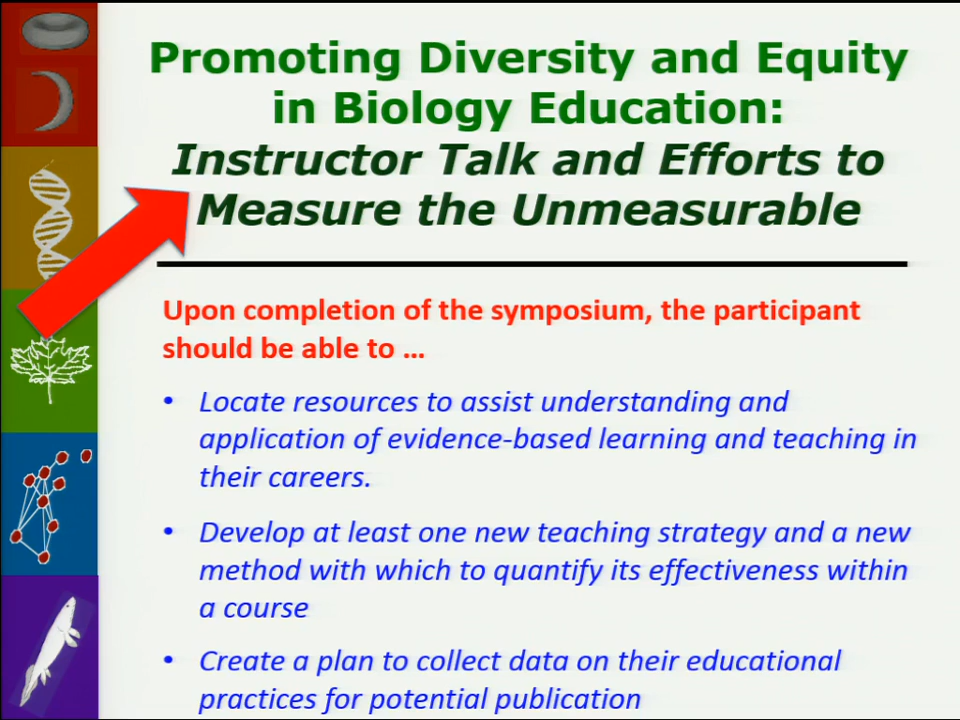 Promoting Diversity and Equity
in Biology Education:
Instructor Talk and Efforts to
Measure the Unmeasurable
Upon completion of the symposium, the participant
should be able to …
• Locate resources to assist understanding and
application of evidence-based learning and teaching in
their careers.
• Develop at least one new teaching strategy and a new
method with which to quantify its effectiveness within
a course
• Create a plan to collect data on their educational
practices for potential publication